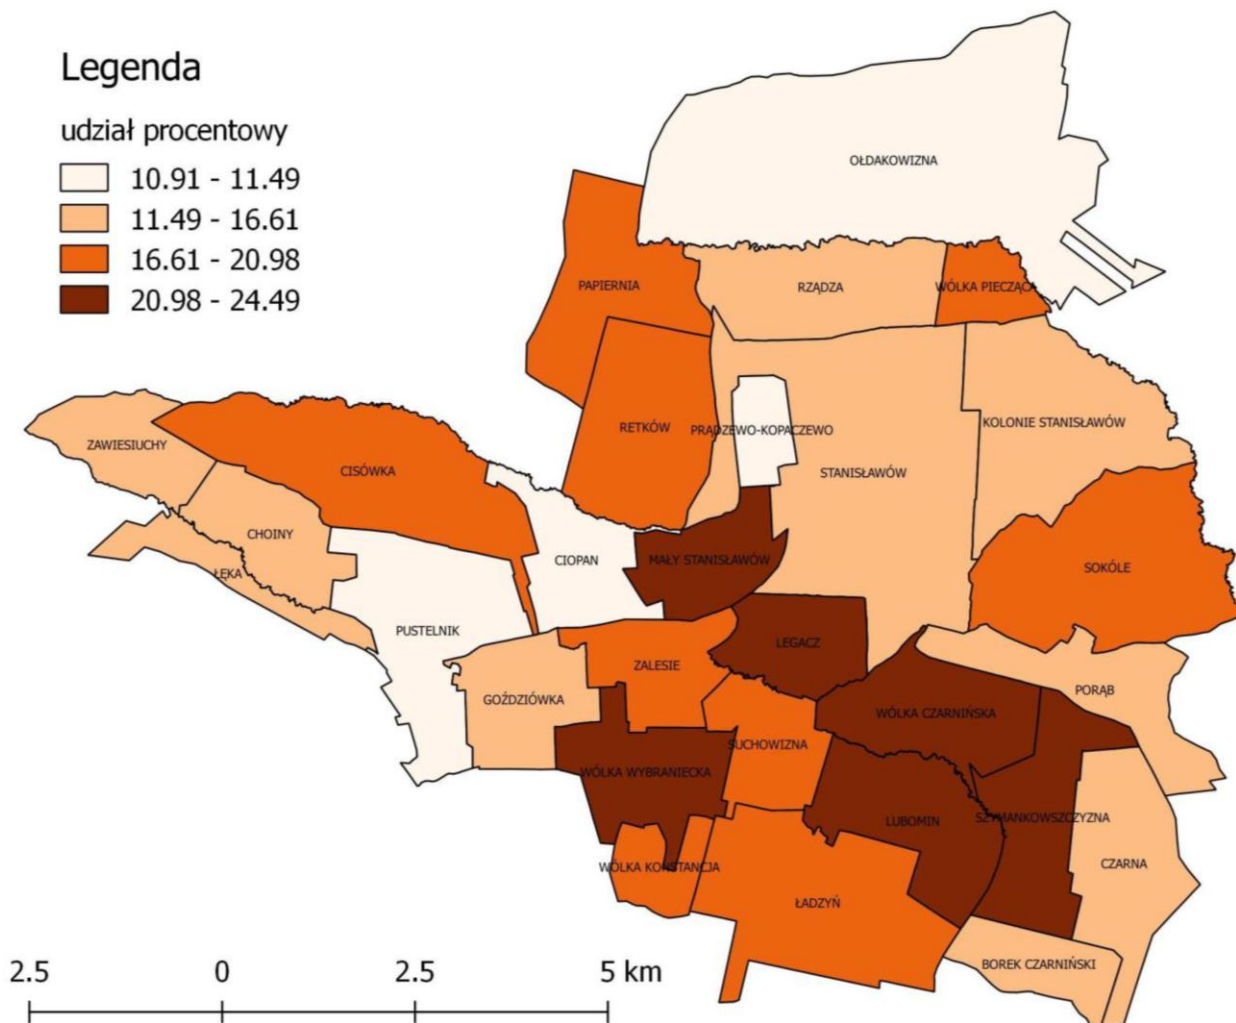 Legenda
udział procentowy
10.91 - 11.49
11.49 - 16.61
16.61 - 20.98
20.98 - 24.49
OŁDAKOWIZNA
PAPIERNIA
RZĄDZA
WÓLKA PIECZĄCA
RETKÓW
PRĄDZEWO-KOPACZEWO
KOLONIE STANISŁAWÓW
ZAWIESIUCHY
CISÓWKA
STANISŁAWÓW
CHOINY
CIOPAN
MAŁY STANISŁAWÓW
SOKÓLE
ŁĘKA
PUSTELNIK
LEGACZ
ZALESIE
PORĄB
GOŹDZIÓWKA
WÓLKA CZARNIŃSKA
SUCHOWIZNA
WÓLKA WYBRANIECKA
LUBOMIN
SZYMANKOWSZCZYZNA
WÓLKA KONSTANCJA
CZARNA
ŁADZYŃ
BOREK CZARNIŃSKI
2.5 0 2.5 5 km